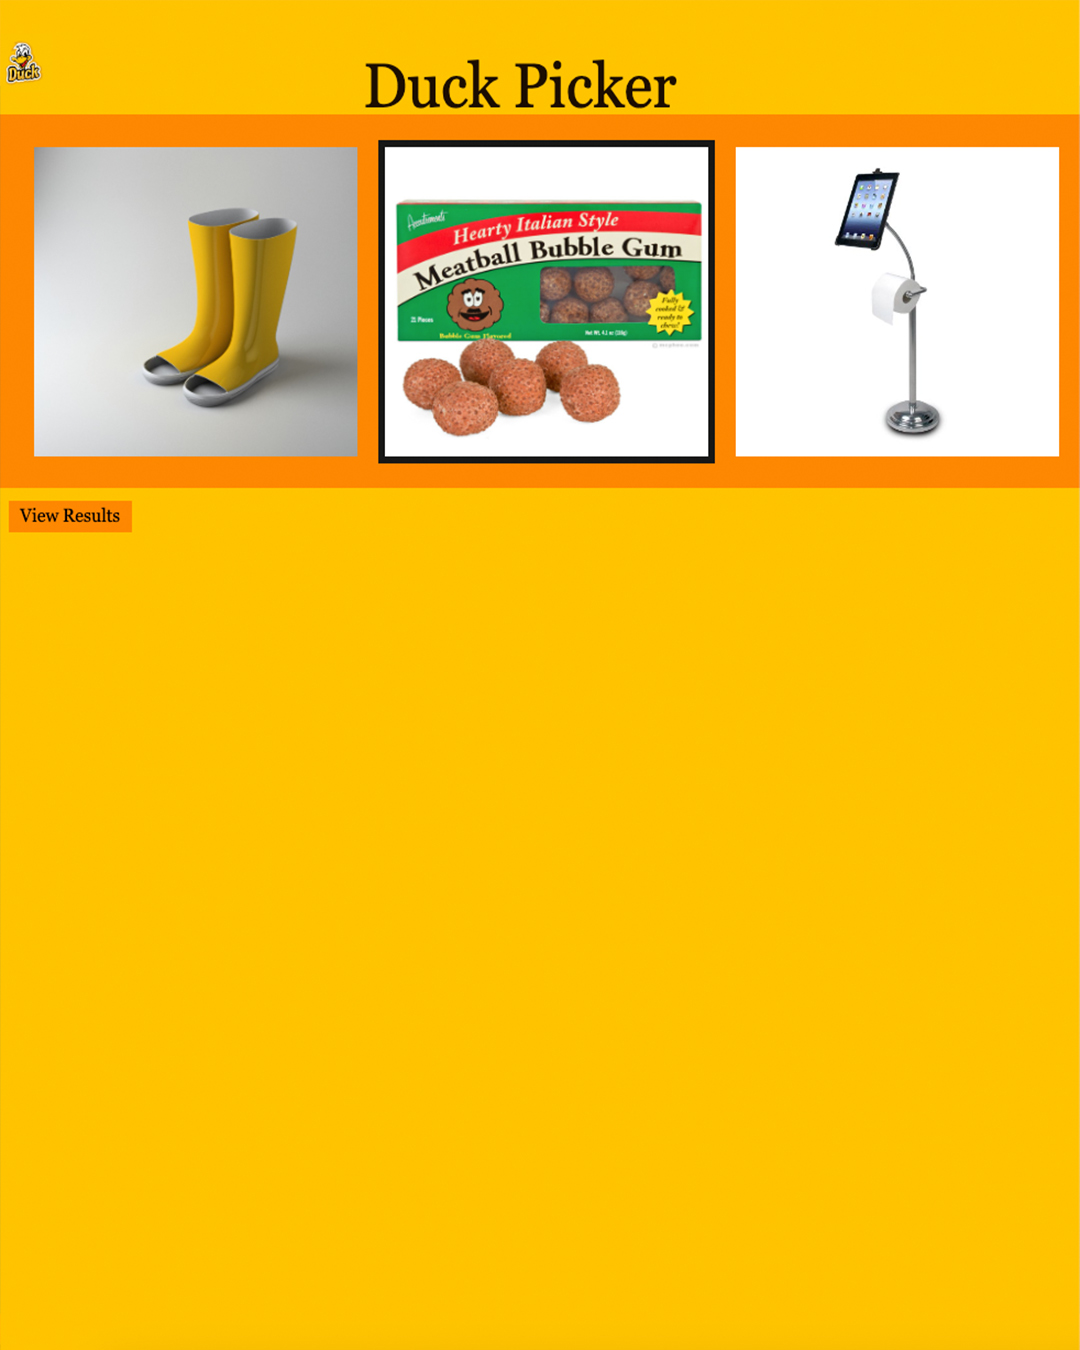 Duck
Duck Picker
Accoutrements
Hearty Italian Style
Meatball Bubble Gum
21 Pieces
Bubble Gum Flavored
Fully
cooked &
ready to
chew!
Net Wt. 4.2 oz (119g)
View Results